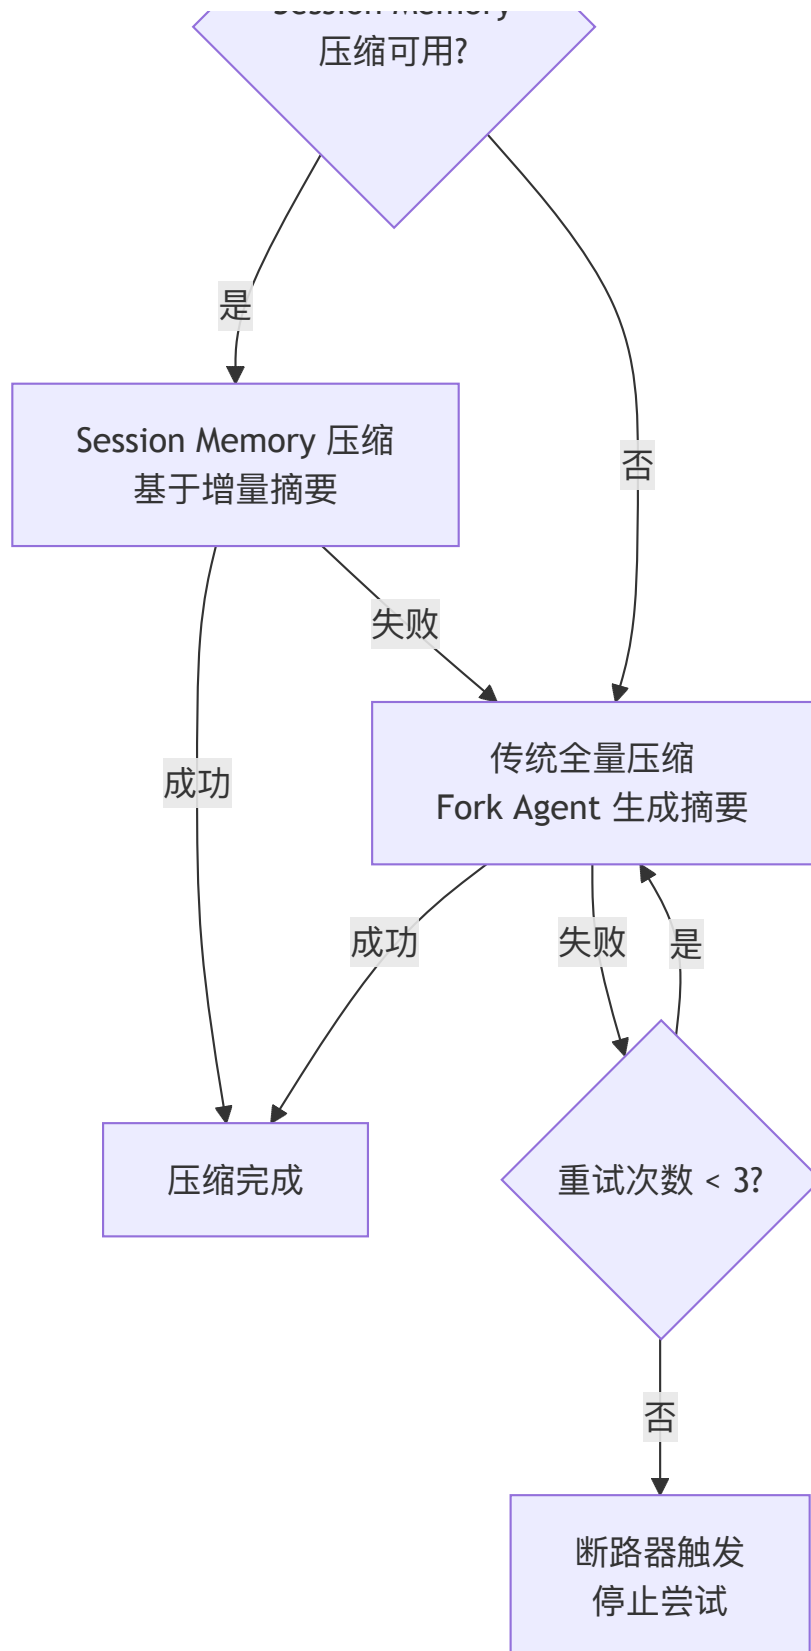 Session Memory
压缩可用?
是
Session Memory 压缩
基于增量摘要
否
失败
传统全量压缩
Fork Agent 生成摘要
成功
成功
失败
是
压缩完成
重试次数 < 3?
否
断路器触发
停止尝试